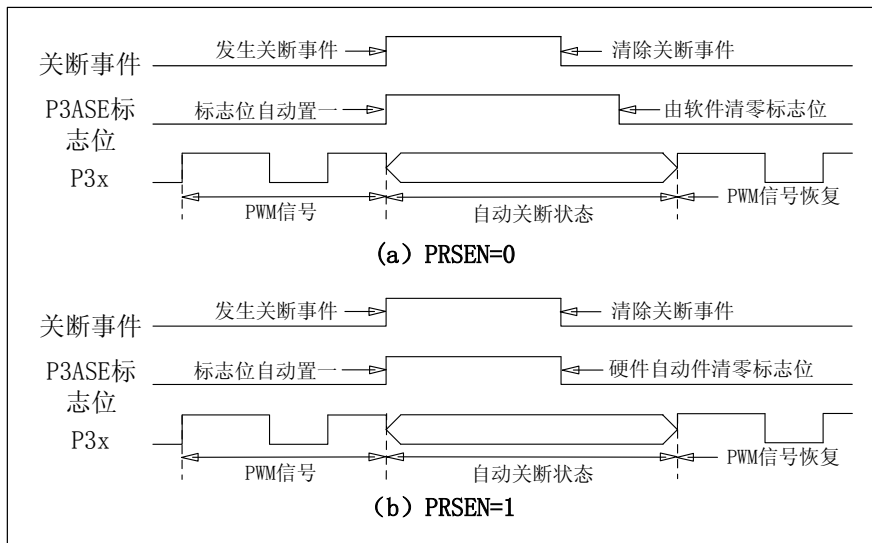 发生关断事件
清除关断事件
关断事件
P3ASE标
志位
标志位自动置一
由软件清零标志位
P3x
PWM信号
自动关断状态
PWM信号恢复
(a) PRSEN=0
发生关断事件
清除关断事件
关断事件
P3ASE标
志位
标志位自动置一
硬件自动件清零标志位
P3x
PWM信号
自动关断状态
PWM信号恢复
(b) PRSEN=1